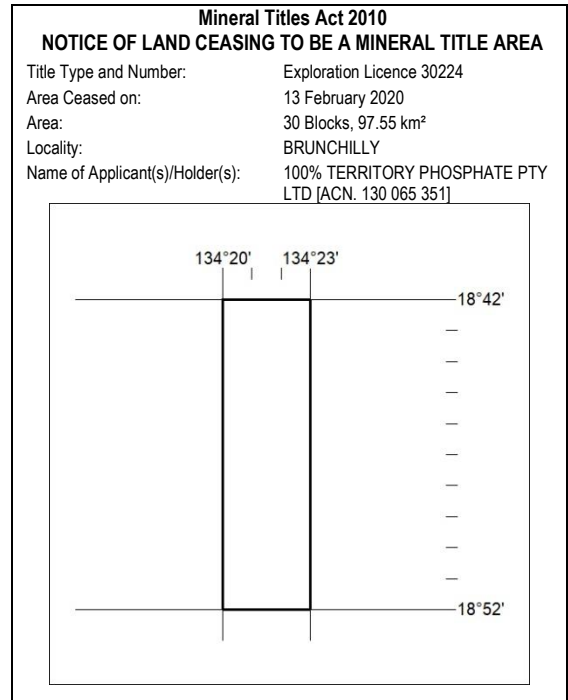 Mineral Titles Act 2010
NOTICE OF LAND CEASING TO BE A MINERAL TITLE AREA
Title Type and Number: Exploration Licence 30224
Area Ceased on: 13 February 2020
Area: 30 Blocks, 97.55 km²
Locality: BRUNCHILLY
Name of Applicant(s)/Holder(s): 100% TERRITORY PHOSPHATE PTY
LTD [ACN. 130 065 351]
134°20' 134°23'
18°42'
18°52'